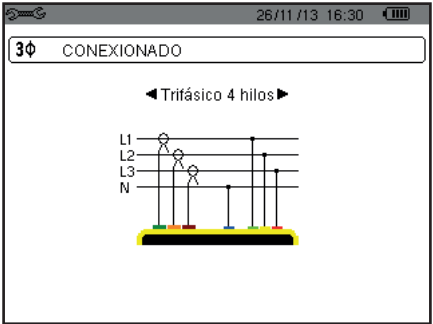 26/11/13 16:30
3Φ CONEXIONADO
◄Trifásico 4 hilos►
L1
L2
L3
N